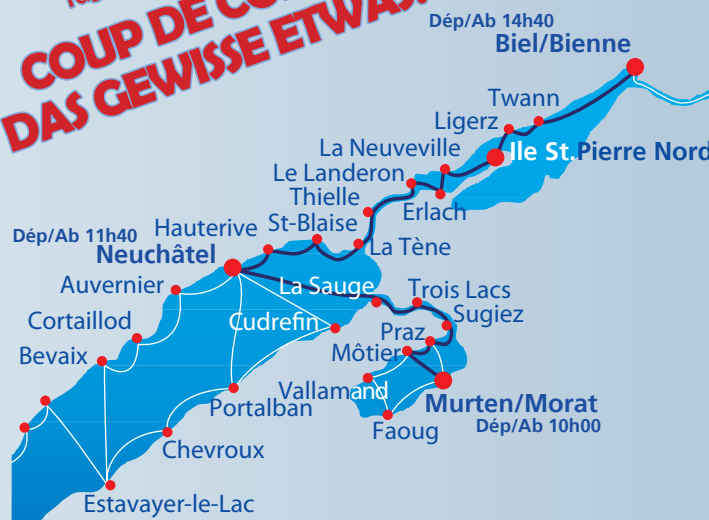 COUP DE
DAS GEWISSE ETWAS
Dép/Ab 14h40
Biel/Bienne
Twann
Ligerz
La Neuveville
Ile St. Pierre Nord
Le Landeron
Thielle
Erlach
Hauterive
St-Blaise
La Tène
Dép/Ab 11h40
Neuchâtel
Auvernier
La Sauge
Trois Lacs
Sugiez
Cortaillod
Cudrefin
Praz
Bevaix
Môtier
Vallamand
Murten/Morat
Dép/Ab 10h00
Portalban
Faoug
Chevroux
Estavayer-le-Lac